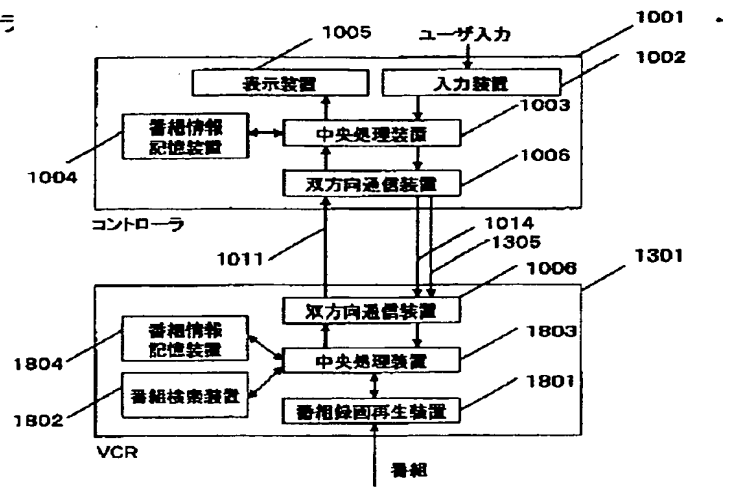 ラ
1005
ユーザ入力
1001
1002
表示装置
入力装置
1003
番組情報
記憶装置
中央処理装置
1006
1004
双方向通信装置
コントローラ
1011
1014
1305
1006
1301
双方向通信装置
番組情報
記憶装置
1803
1804
中央処理装置
1801
番組検索装置
1802
番組録画再生装置
VCR
番組